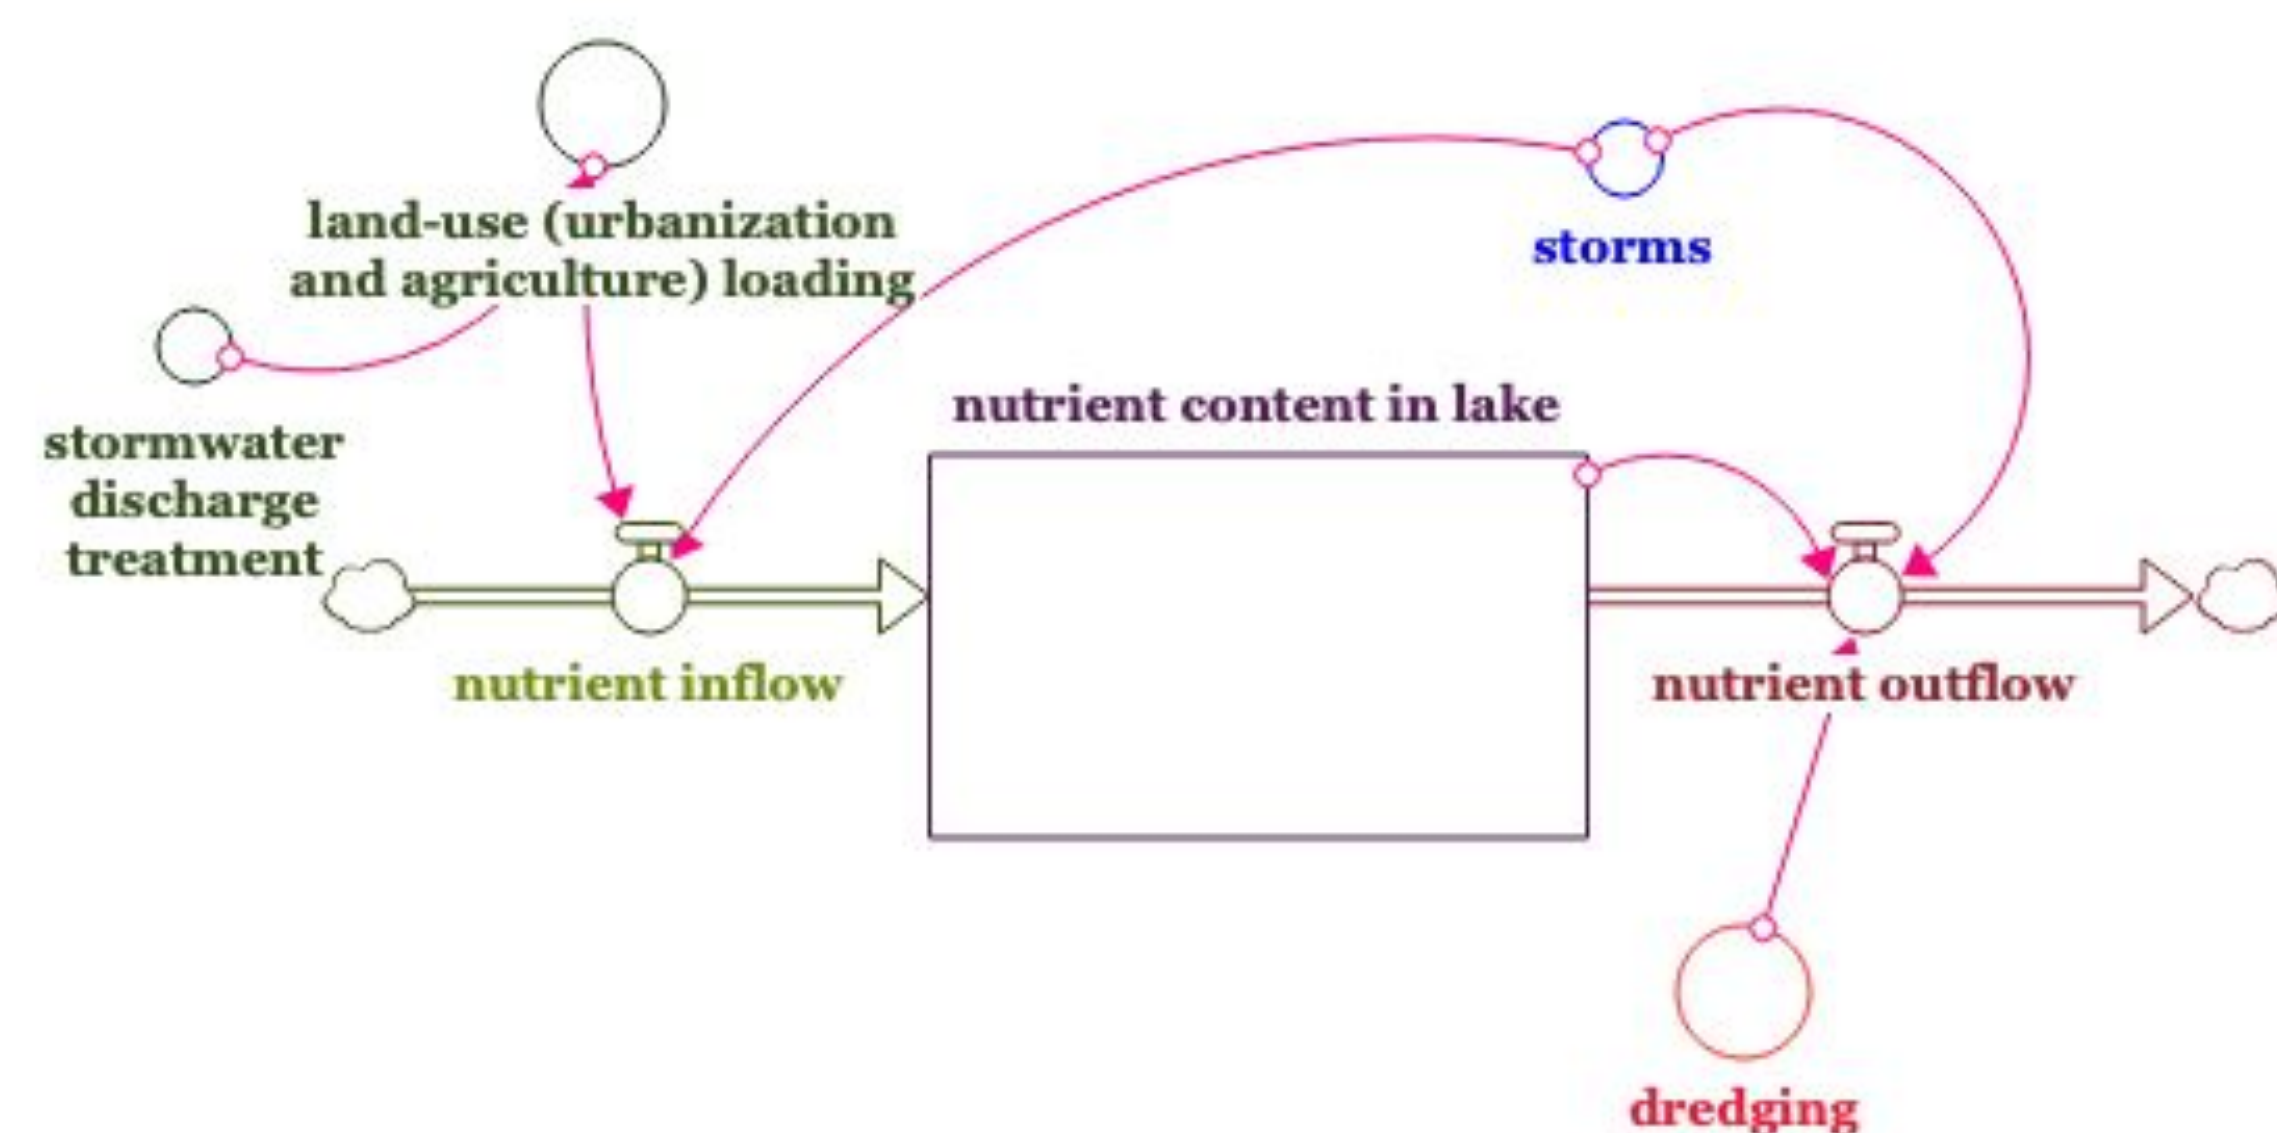 land-use (urbanization
and agriculture) loading
storms
stormwater
discharge
treatment
nutrient content in lake
nutrient inflow
nutrient outflow
dredging